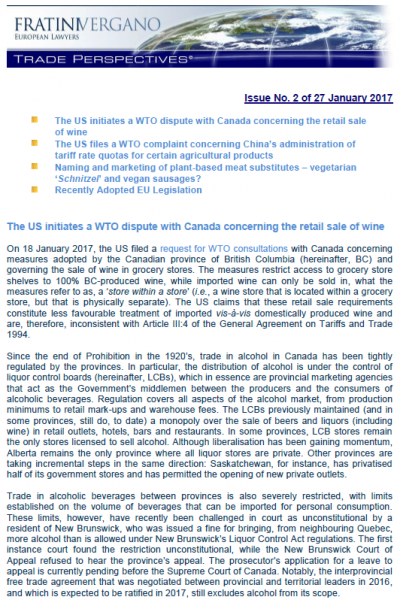 FRATINIVERGANO
EUROPEAN LAWYERS
TRADE PERSPECTIVES®
Issue No. 2 of 27 January 2017
The US initiates a WTO dispute with Canada concerning the retail sale
of wine
The US files a WTO complaint concerning China's administration of
tariff rate quotas for certain agricultural products
Naming and marketing of plant-based meat substitutes – vegetarian
'Schnitzel' and vegan sausages?
Recently Adopted EU Legislation
The US initiates a WTO dispute with Canada concerning the retail sale of wine
On 18 January 2017, the US filed a request for WTO consultations with Canada concerning
measures adopted by the Canadian province of British Columbia (hereinafter, BC) and
governing the sale of wine in grocery stores. The measures restrict access to grocery store
shelves to 100% BC-produced wine, while imported wine can only be sold in, what the
measures refer to as, a 'store within a store' (i.e., a wine store that is located within a grocery
store, but that is physically separate). The US claims that these retail sale requirements
constitute less favourable treatment of imported vis-à-vis domestically produced wine and
are, therefore, inconsistent with Article III:4 of the General Agreement on Tariffs and Trade
1994.
Since the end of Prohibition in the 1920's, trade in alcohol in Canada has been tightly
regulated by the provinces. In particular, the distribution of alcohol is under the control of
liquor control boards (hereinafter, LCBs), which in essence are provincial marketing agencies
that act as the Government's middlemen between the producers and the consumers of
alcoholic beverages. Regulation covers all aspects of the alcohol market, from production
minimums to retail mark-ups and warehouse fees. The LCBs previously maintained (and in
some provinces, still do, to date) a monopoly over the sale of beers and liquors (including
wine) in retail outlets, hotels, bars and restaurants. In some provinces, LCB stores remain
the only stores licensed to sell alcohol. Although liberalisation has been gaining momentum,
Alberta remains the only province where all liquor stores are private. Other provinces are
taking incremental steps in the same direction: Saskatchewan, for instance, has privatised
half of its government stores and has permitted the opening of new private outlets.
Trade in alcoholic beverages between provinces is also severely restricted, with limits
established on the volume of beverages that can be imported for personal consumption.
These limits, however, have recently been challenged in court as unconstitutional by a
resident of New Brunswick, who was issued a fine for bringing, from neighbouring Quebec,
more alcohol than is allowed under New Brunswick's Liquor Control Act regulations. The first
instance court found the restriction unconstitutional, while the New Brunswick Court of
Appeal refused to hear the province's appeal. The prosecutor's application for a leave to
appeal is currently pending before the Supreme Court of Canada. Notably, the interprovincial
free trade agreement that was negotiated between provincial and territorial leaders in 2016,
and which is expected to be ratified in 2017, still excludes alcohol from its scope.